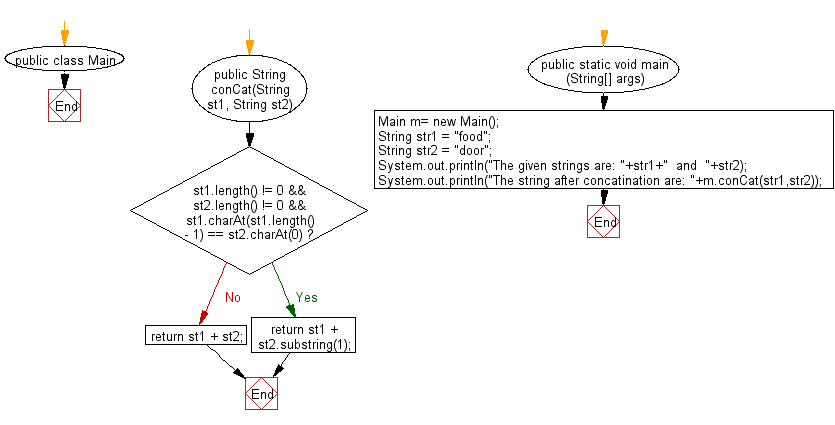 public class Main
End
public String
conCat(String
st1, String st2)
st1.length() != 0 &&
st2.length() != 0 &&
st1.charAt(st1.length()
- 1) == st2.charAt(0) ?
No
Yes
return st1 + st2;
return st1 +
st2.substring(1);
End
public static void main
(String[] args)
Main m= new Main();
String str1 = "food";
String str2 = "door";
System.out.println("The given strings are: "+str1+"  and  "+str2);
System.out.println("The string after concatination are: "+m.conCat(str1,str2));
End